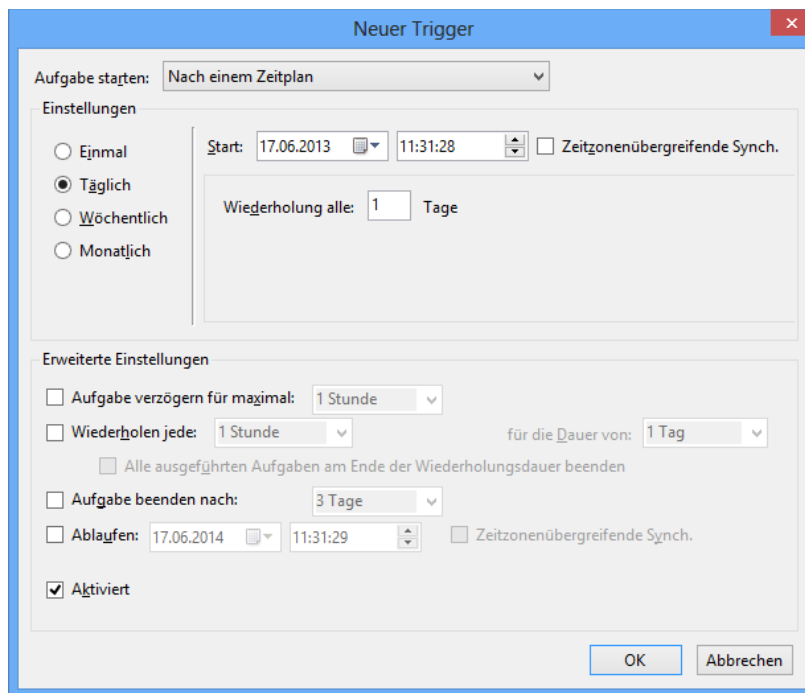 Neuer Trigger
Aufgabe starten: Nach einem Zeitplan
Einstellungen
Einmal
Täglich
Wöchentlich
Monatlich
Start: 17.06.2013 11:31:28 Zeitzonenübergreifende Synch.
Wiederholung alle: 1 Tage
Erweiterte Einstellungen
Aufgabe verzögern für maximal: 1 Stunde
Wiederholen jede: 1 Stunde für die Dauer von: 1 Tag
Alle ausgeführten Aufgaben am Ende der Wiederholungsdauer beenden
Aufgabe beenden nach: 3 Tage
Ablaufen: 17.06.2014 11:31:29 Zeitzonenübergreifende Synch.
Aktiviert
OK Abbrechen